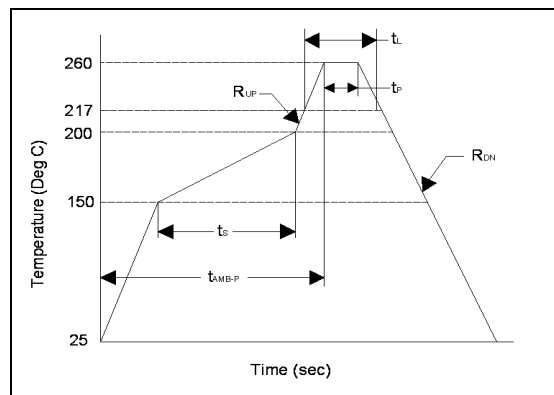 tL
260
RUP
tP
217
200
RDN
150
tS
tAMB-P
25
Temperature (Deg C)
Time (sec)